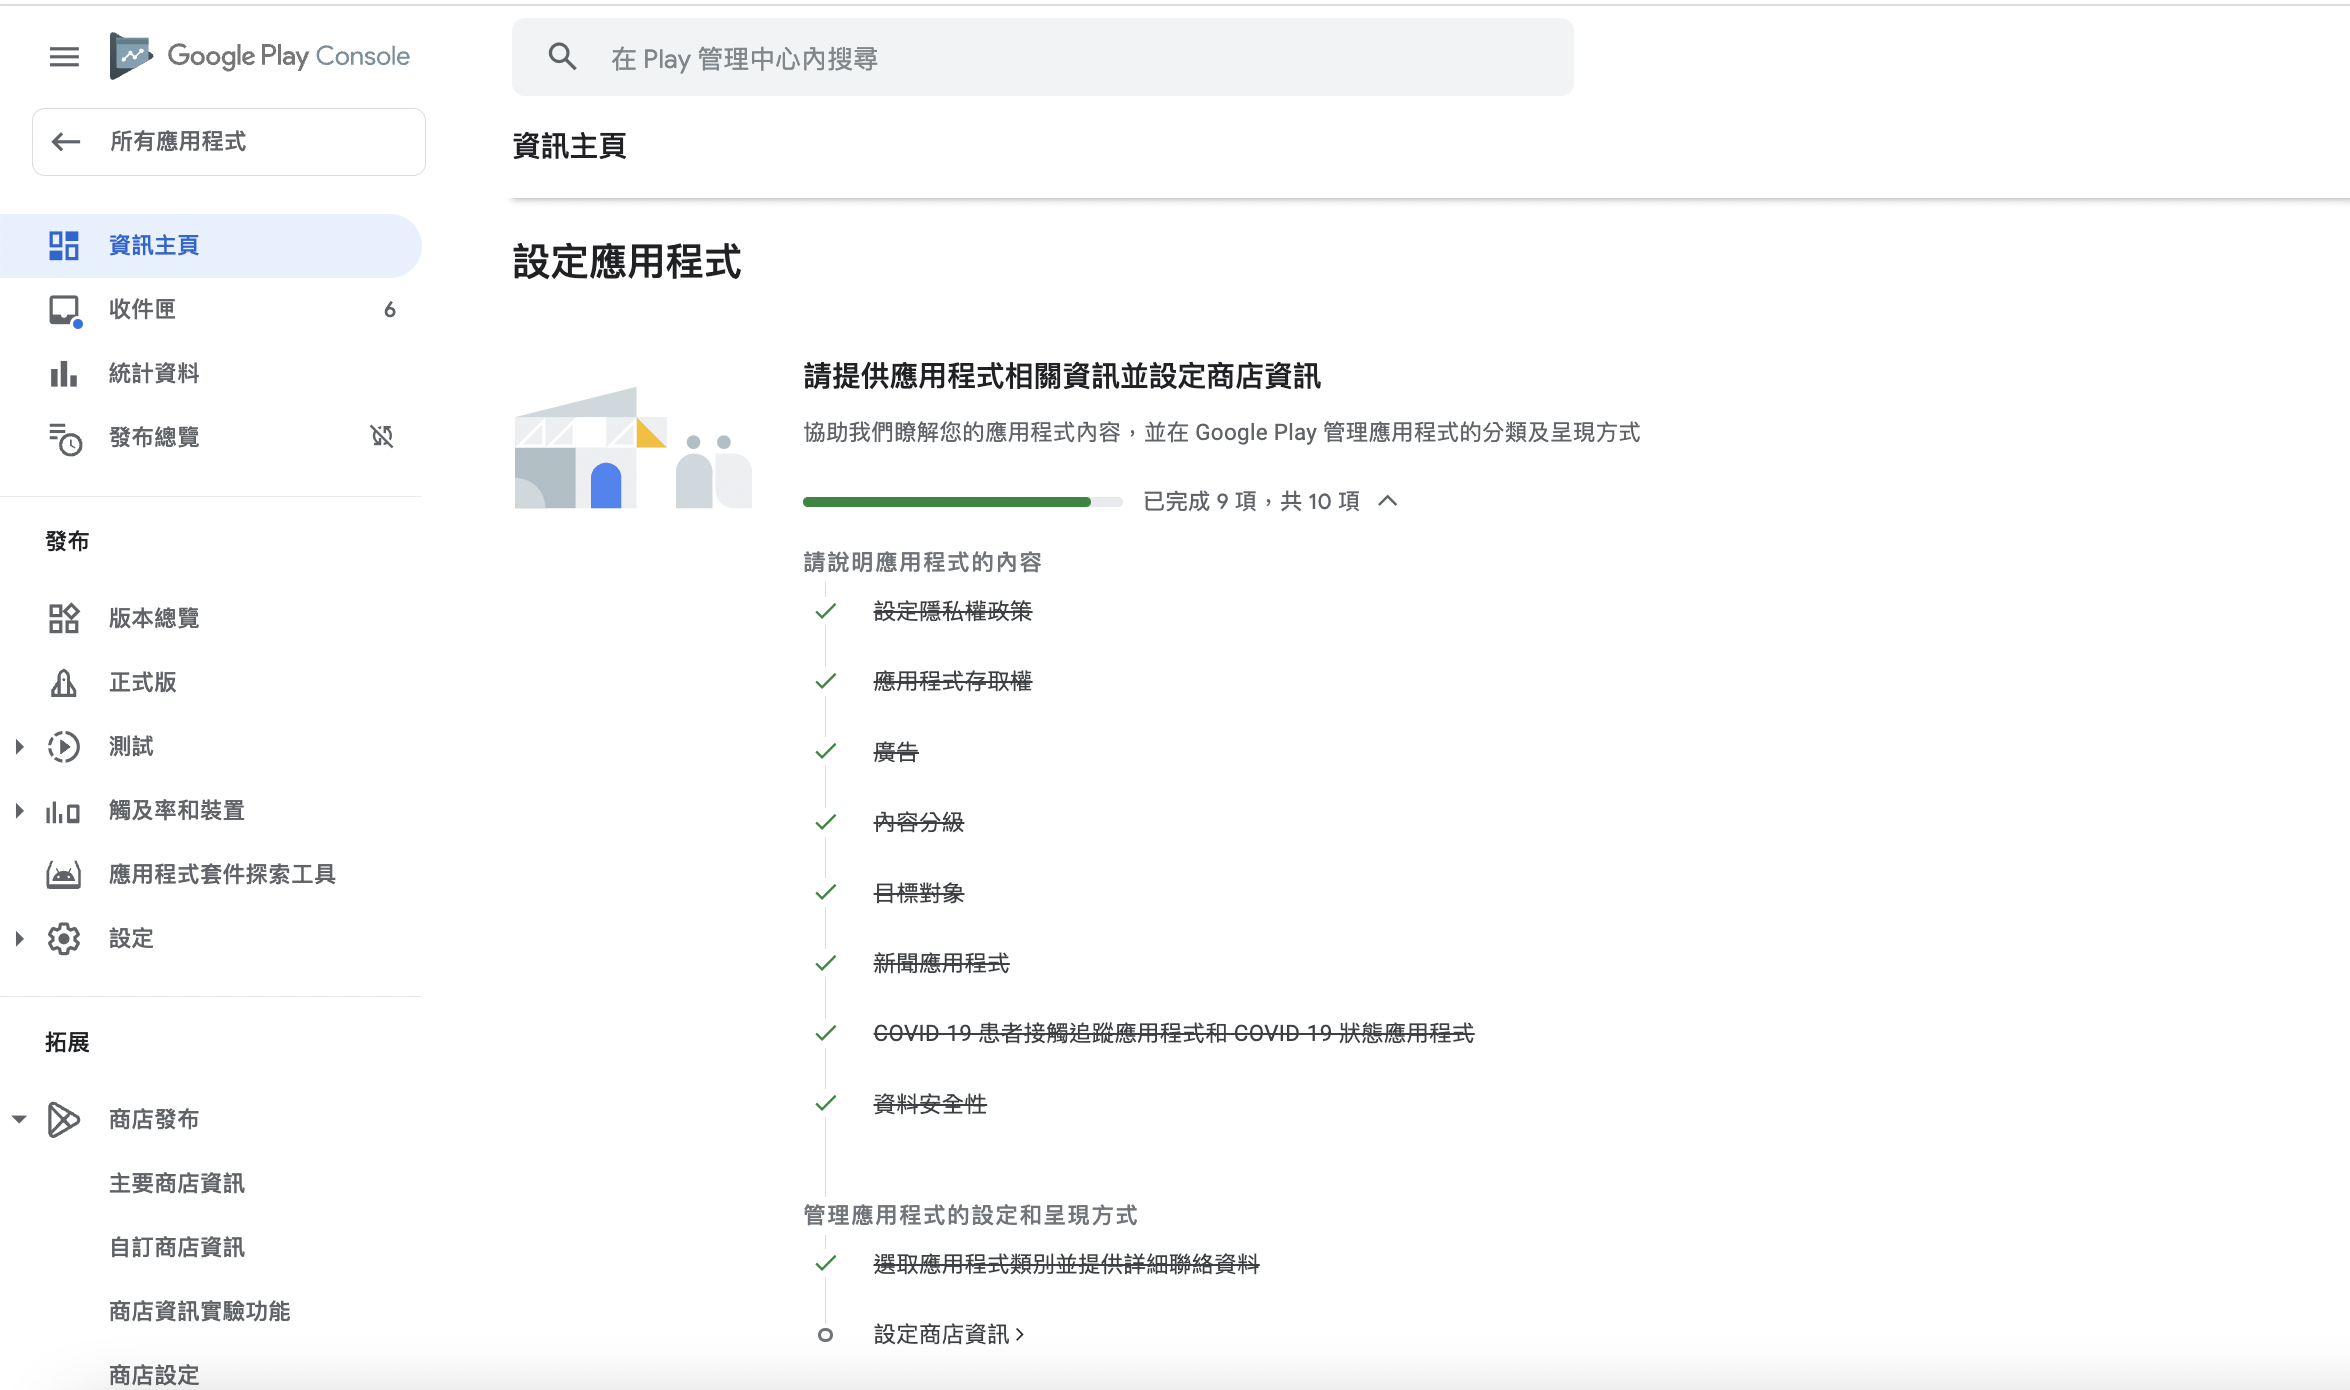 Google Play Console
在 Play 管理中心內搜尋
所有應用程式
資訊主頁
收件匣
6
統計資料
發布總覽
發布
版本總覽
正式版
測試
觸及率和裝置
應用程式套件探索工具
設定
拓展
商店發布
主要商店資訊
自訂商店資訊
商店資訊實驗功能
商店設定
資訊主頁
設定應用程式
請提供應用程式相關資訊並設定商店資訊
協助我們瞭解您的應用程式內容，並在 Google Play 管理應用程式的分類及呈現方式
已完成 9 項，共 10 項
請說明應用程式的內容
設定隱私權政策
應用程式存取權
廣告
內容分級
目標對象
新聞應用程式
COVID-19 患者接觸追蹤應用程式和 COVID-19 狀態應用程式
資料安全性
管理應用程式的設定和呈現方式
選取應用程式類別並提供詳細聯絡資料
設定商店資訊